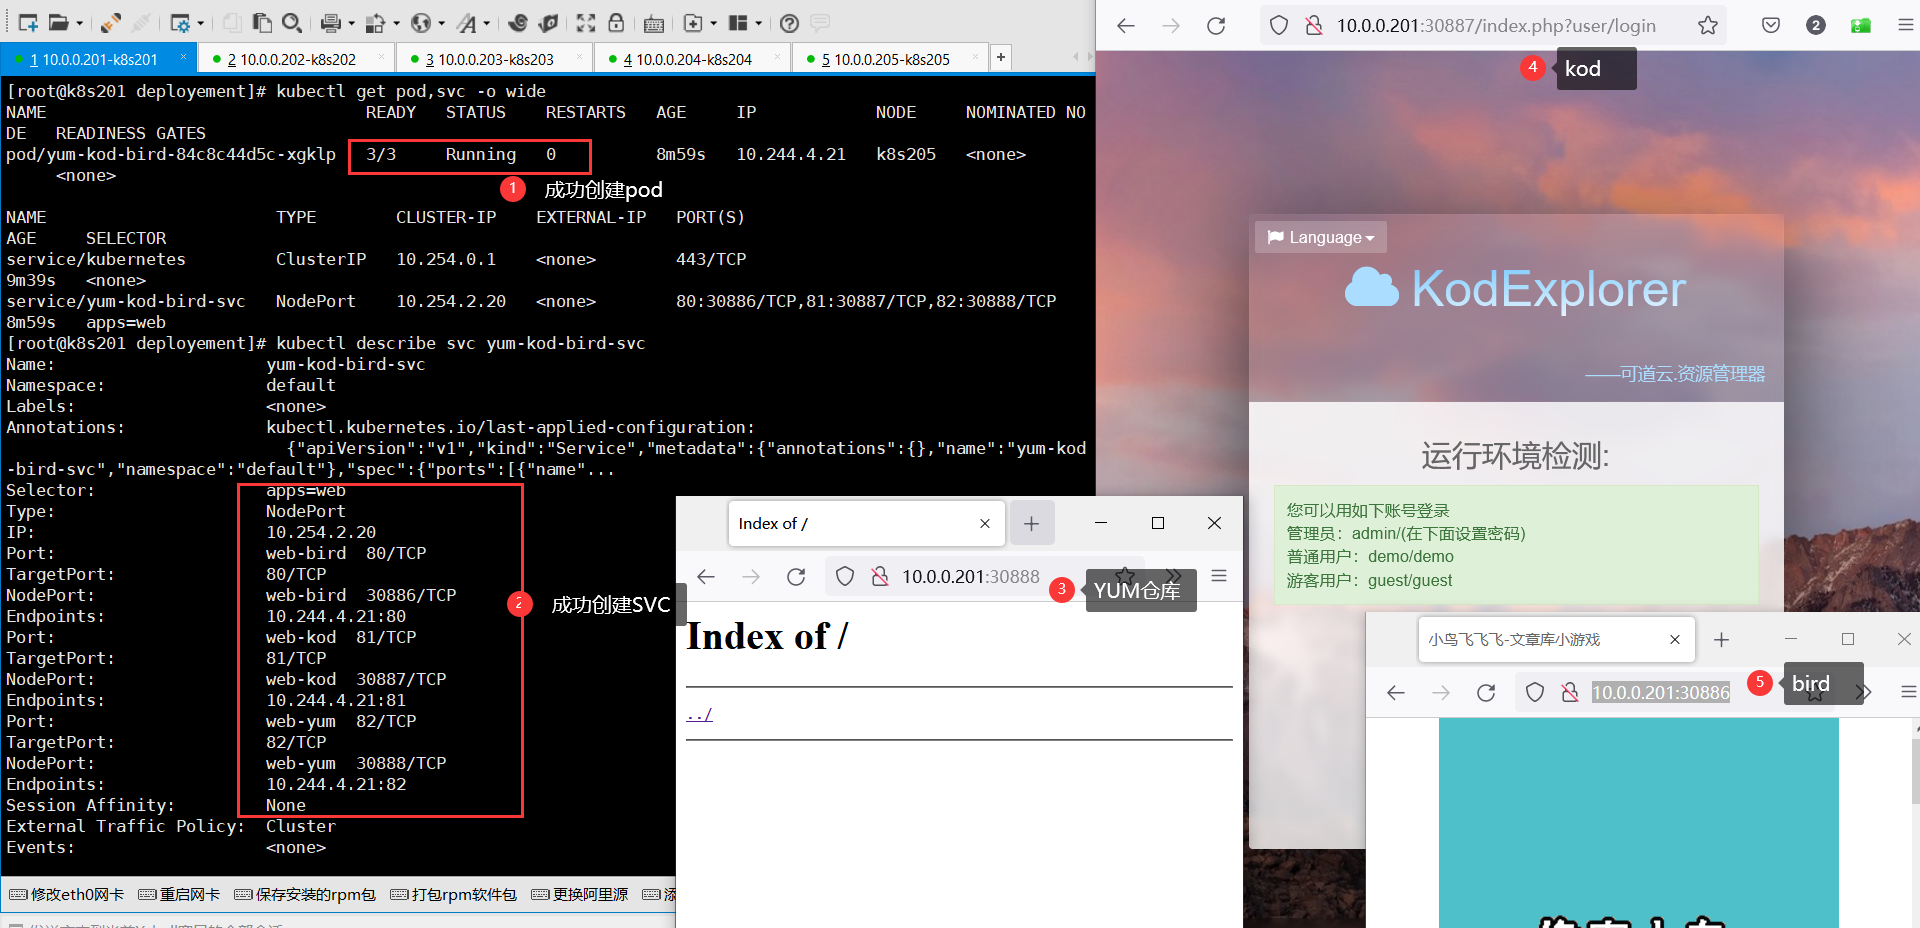 1 10.0.0.201-k8s201
2 10.0.0.202-k8s202
3 10.0.0.203-k8s203
4 10.0.0.204-k8s204
5 10.0.0.205-k8s205
[root@k8s201 deployement]# kubectl get pod,svc -o wide
NAME READY STATUS RESTARTS AGE IP NODE NOMINATED NO
DE READINESS GATES
pod/yum-kod-bird-84c8c44d5c-xgklp 3/3 Running 0 8m59s 10.244.4.21 k8s205 <none>
<none>
1 成功创建pod
NAME TYPE CLUSTER-IP EXTERNAL-IP PORT(S)
AGE SELECTOR
service/kubernetes ClusterIP 10.254.0.1 <none> 443/TCP
9m39s <none>
service/yum-kod-bird-svc NodePort 10.254.2.20 <none> 80:30886/TCP,81:30887/TCP,82:30888/TCP
8m59s apps=web
[root@k8s201 deployement]# kubectl describe svc yum-kod-bird-svc
Name: yum-kod-bird-svc
Namespace: default
Labels: <none>
Annotations: kubectl.kubernetes.io/last-applied-configuration:
{"apiVersion":"v1","kind":"Service","metadata":{"annotations":{},"name":"yum-kod
-bird-svc","namespace":"default"},"spec":{"ports":[{"name"...
Selector: apps=web
Type: NodePort
IP: 10.254.2.20
Port: web-bird 80/TCP
TargetPort: 80/TCP
NodePort: web-bird 30886/TCP
Endpoints: 10.244.4.21:80
Port: web-kod 81/TCP
TargetPort: 81/TCP
NodePort: web-kod 30887/TCP
Endpoints: 10.244.4.21:81
Port: web-yum 82/TCP
TargetPort: 82/TCP
NodePort: web-yum 30888/TCP
Endpoints: 10.244.4.21:82
Session Affinity: None
External Traffic Policy: Cluster
Events: <none>
2 成功创建SVC
修改eth0网卡
重启网卡
保存安装的rpm包
打包rpm软件包
更换阿里源
Index of /
10.0.0.201:30888
3 YUM仓库
Index of /
../
10.0.0.201:30887/index.php?user/login
2
4 kod
Language
KodExplorer
——可道云.资源管理器
运行环境检测:
您可以用如下账号登录
管理员：admin/(在下面设置密码)
普通用户：demo/demo
游客用户：guest/guest
小鸟飞飞飞-文章库小游戏
10.0.0.201:30886
5 bird